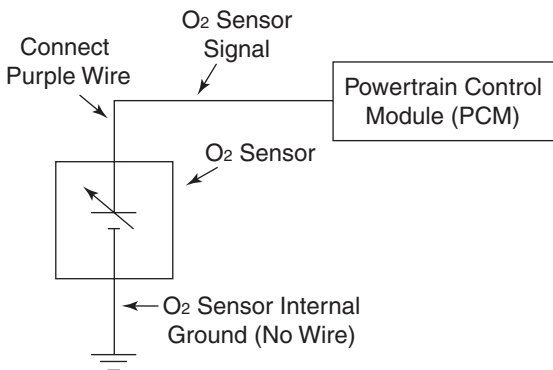 O2 Sensor
Signal
Connect
Purple Wire
Powertrain Control
Module (PCM)
O2 Sensor
O2 Sensor Internal
Ground (No Wire)